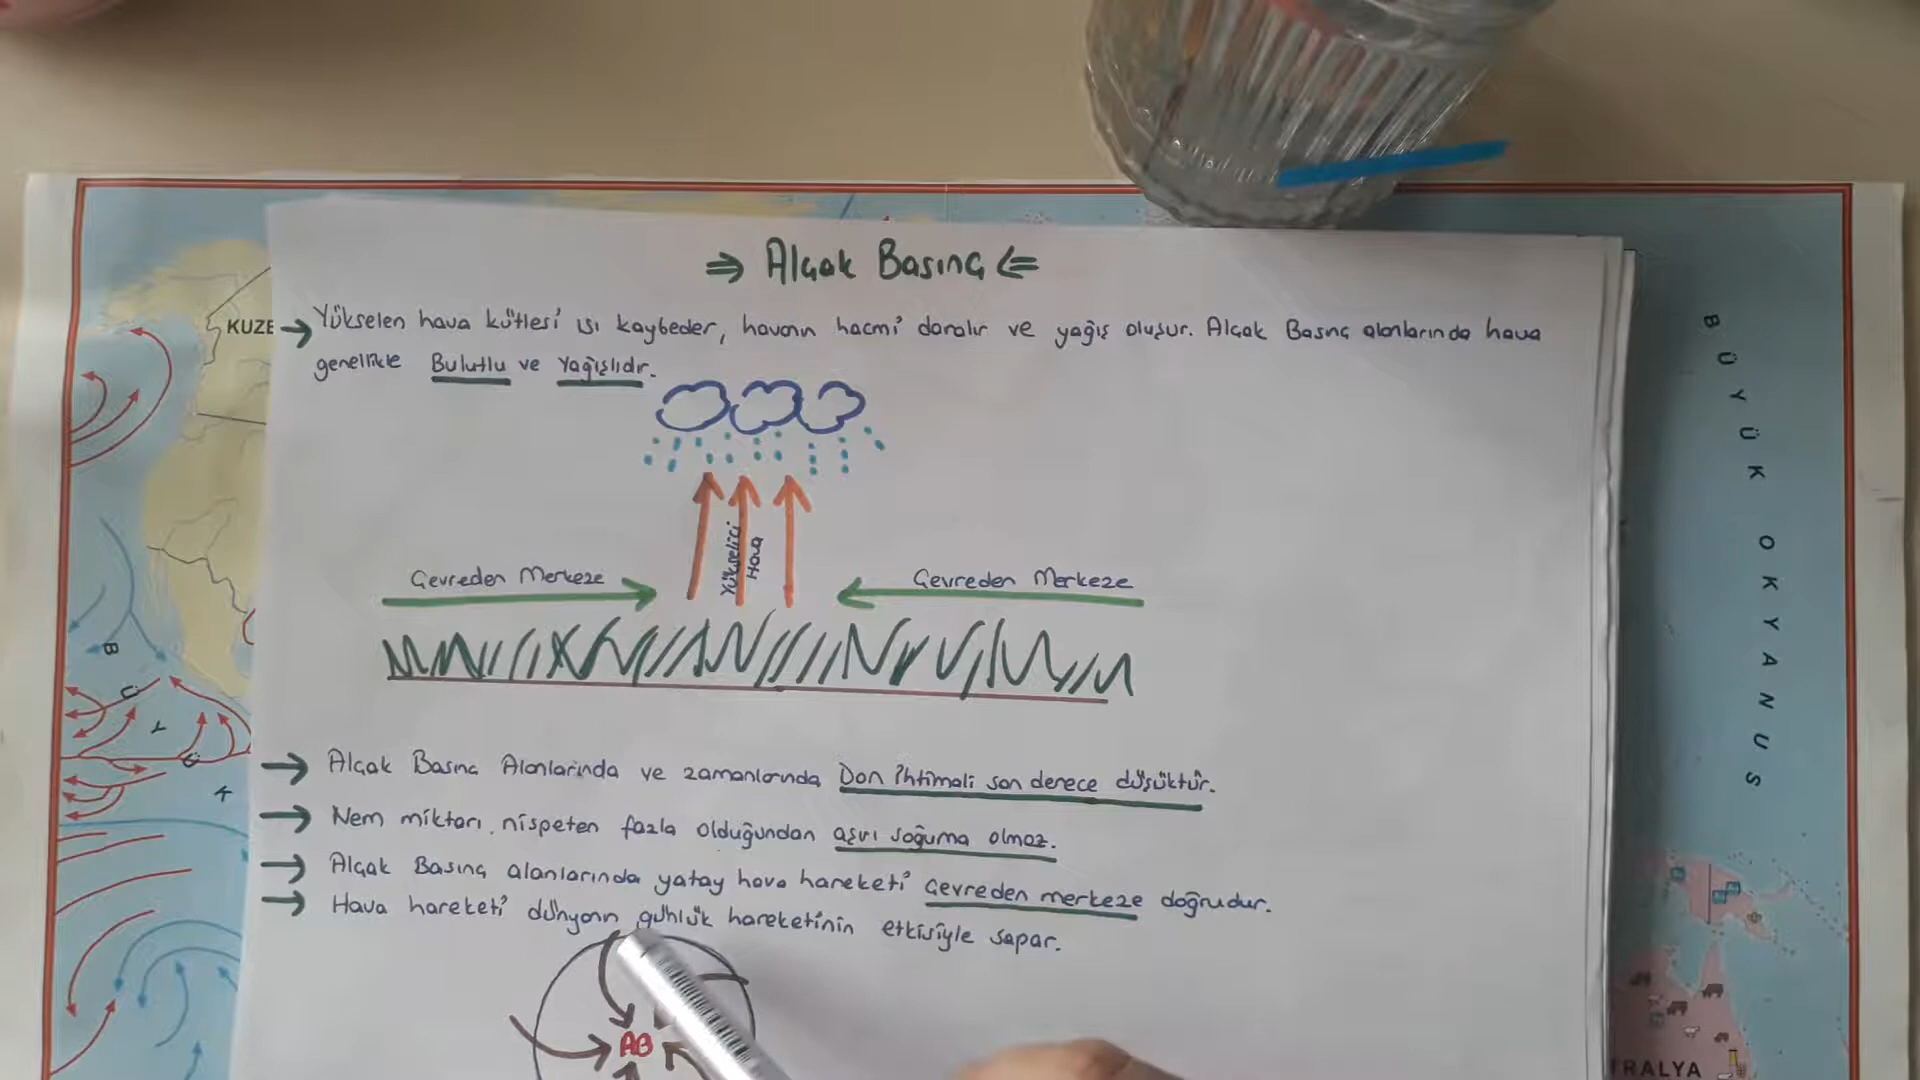 ⇒ Alçak Basınç ⇐
KUZE
→ Yükselen hava kütlesi ısı kaybeder, havanın hacmi daralır ve yağış oluşur. Alçak Basınç alanlarında hava
genellikle Bulutlu ve Yağışlıdır.
Yükselici
Hava
Çevreden Merkeze
Çevreden Merkeze
→ Alçak Basınç Alanlarında ve zamanlarında Don ihtimali son derece düşüktür.
→ Nem miktarı nispeten fazla olduğundan aşırı soğuma olmaz.
→ Alçak Basınç alanlarında yatay hava hareketi Çevreden merkeze doğrudur.
→ Hava hareketi dünyanın günlük hareketinin etkisiyle sapar.
AB
BÜYÜK OKYANUS
B Ü Y Ü K
RALYA